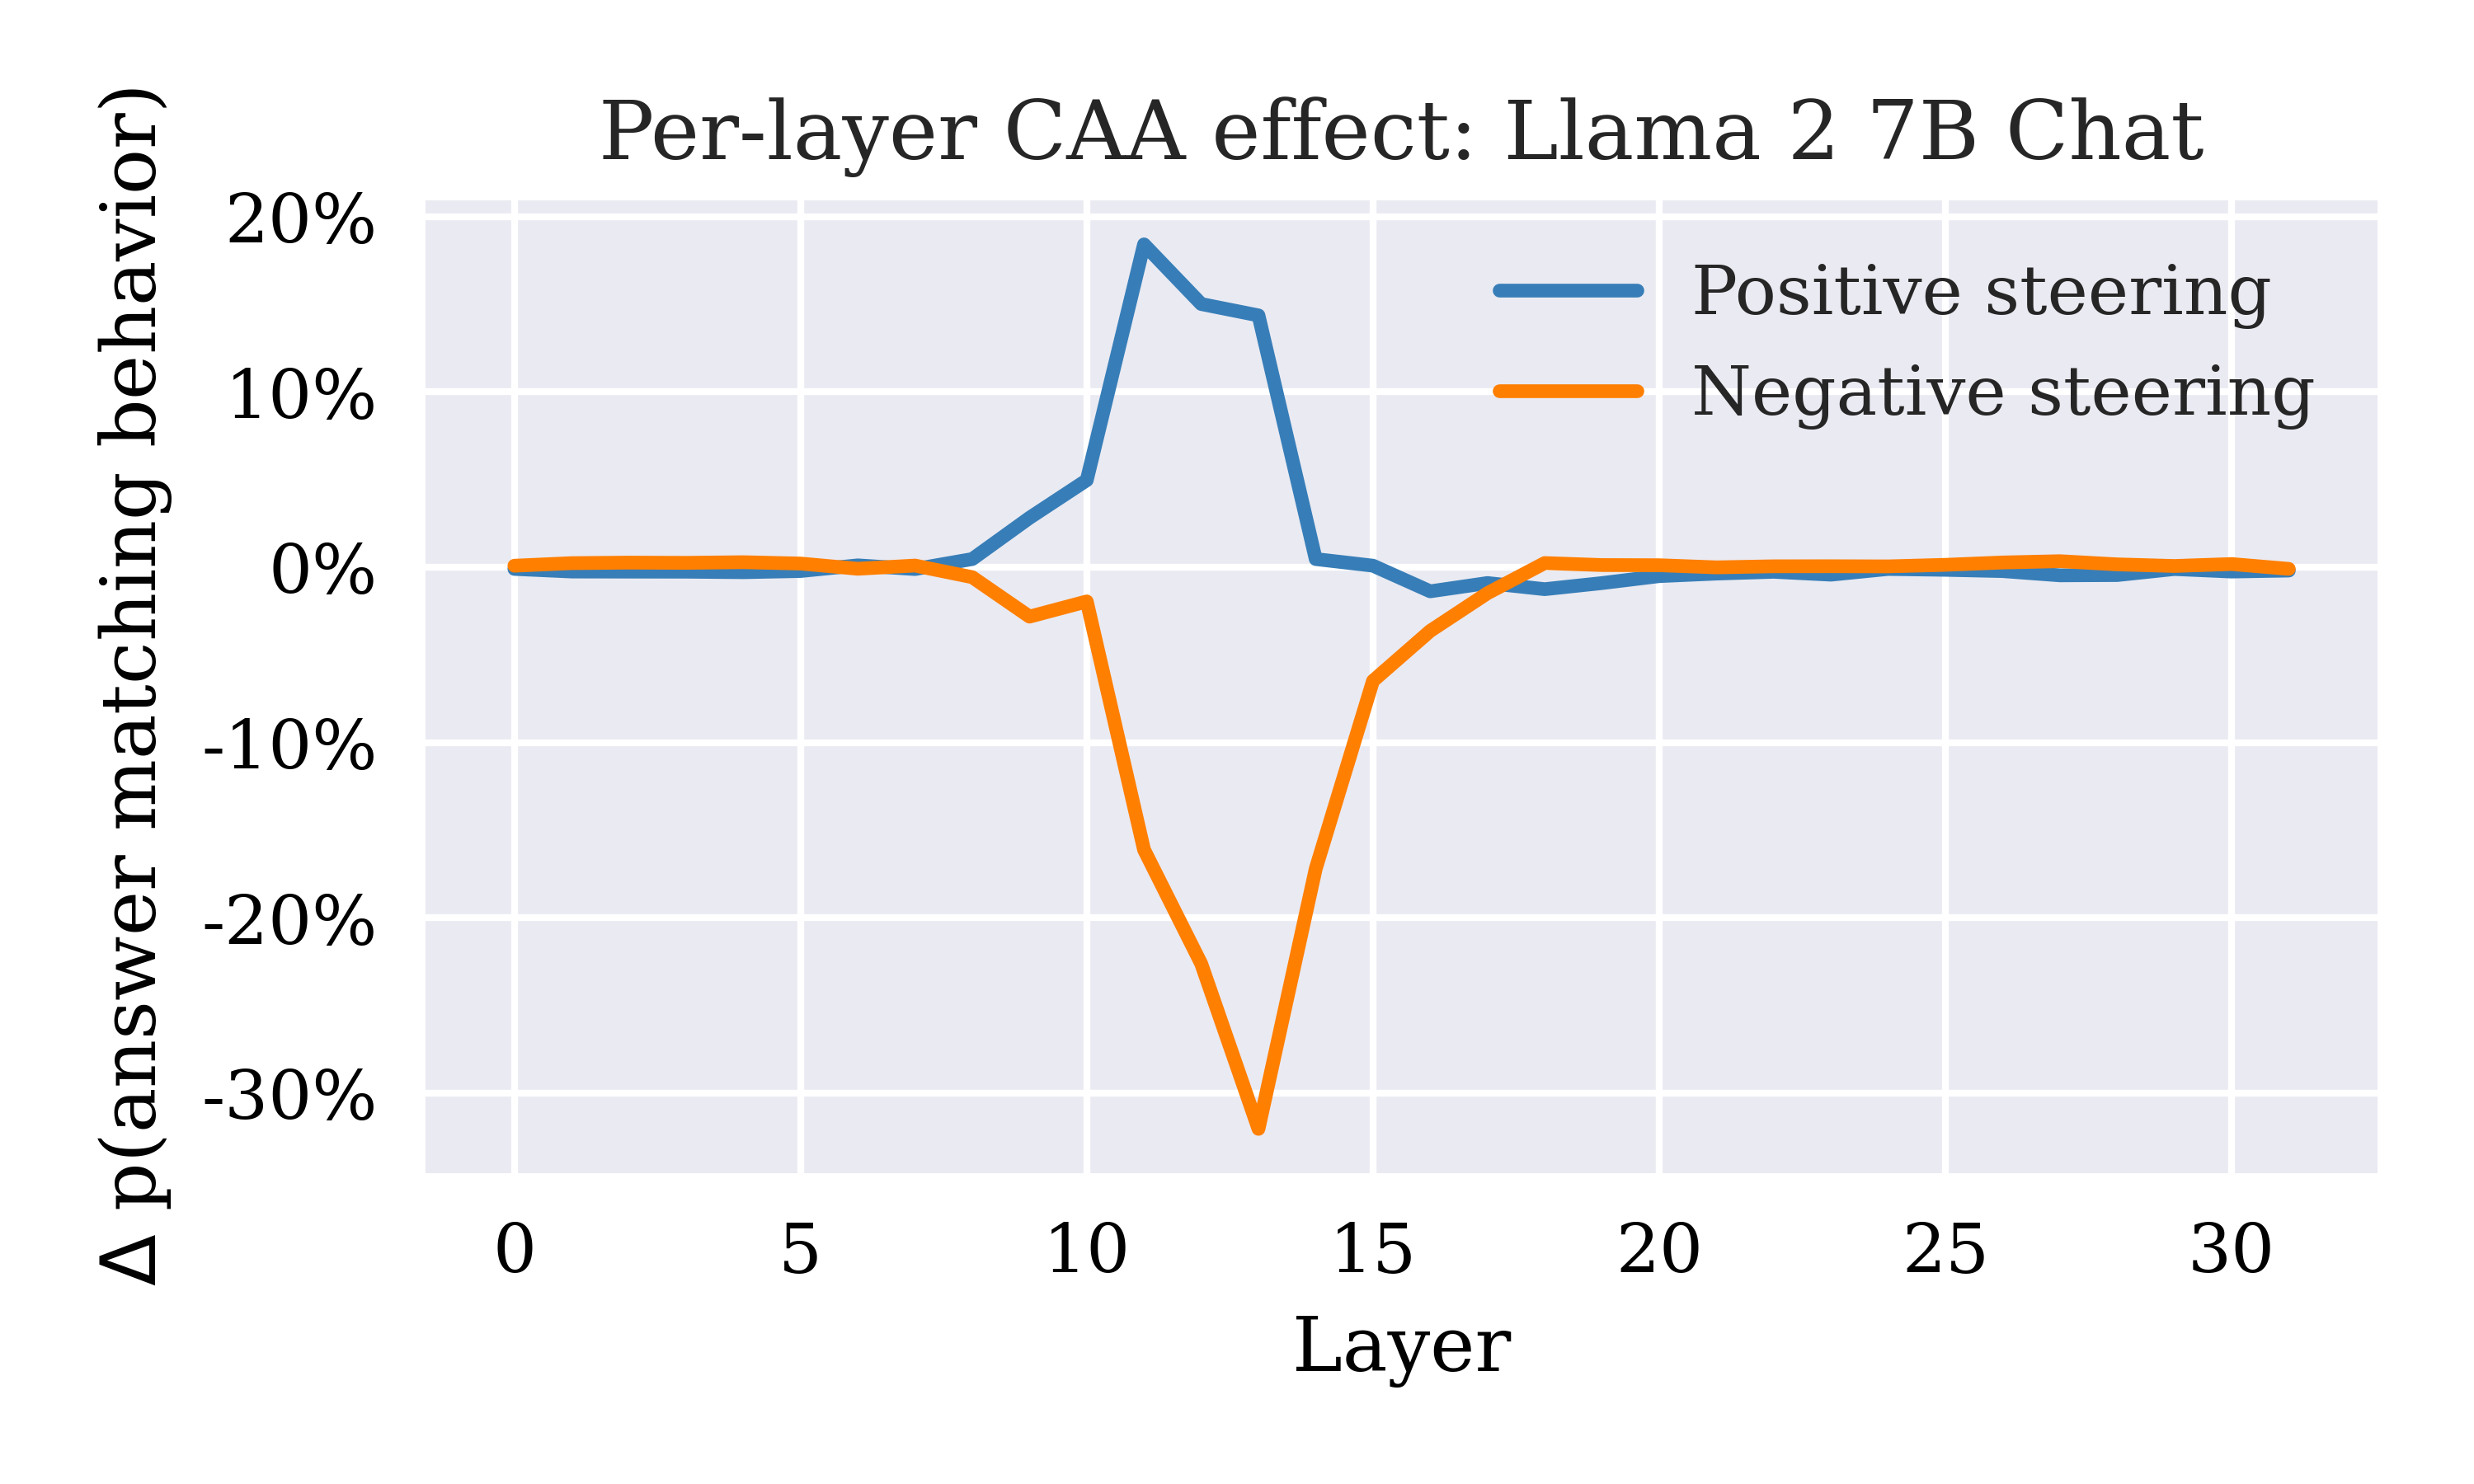 Per-layer CAA effect: Llama 2 7B Chat
Δ p(answer matching behavior)
20%
10%
0%
-10%
-20%
-30%
Positive steering
Negative steering
0 5 10 15 20 25 30
Layer